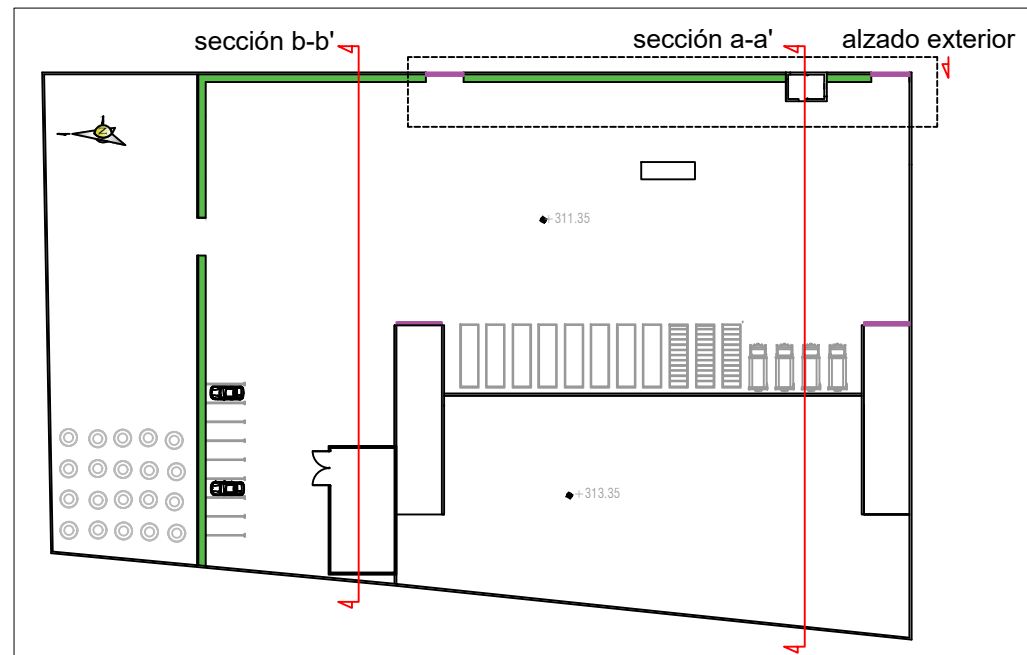 sección b-b'
sección a-a'
alzado exterior
+311.35
+313.35